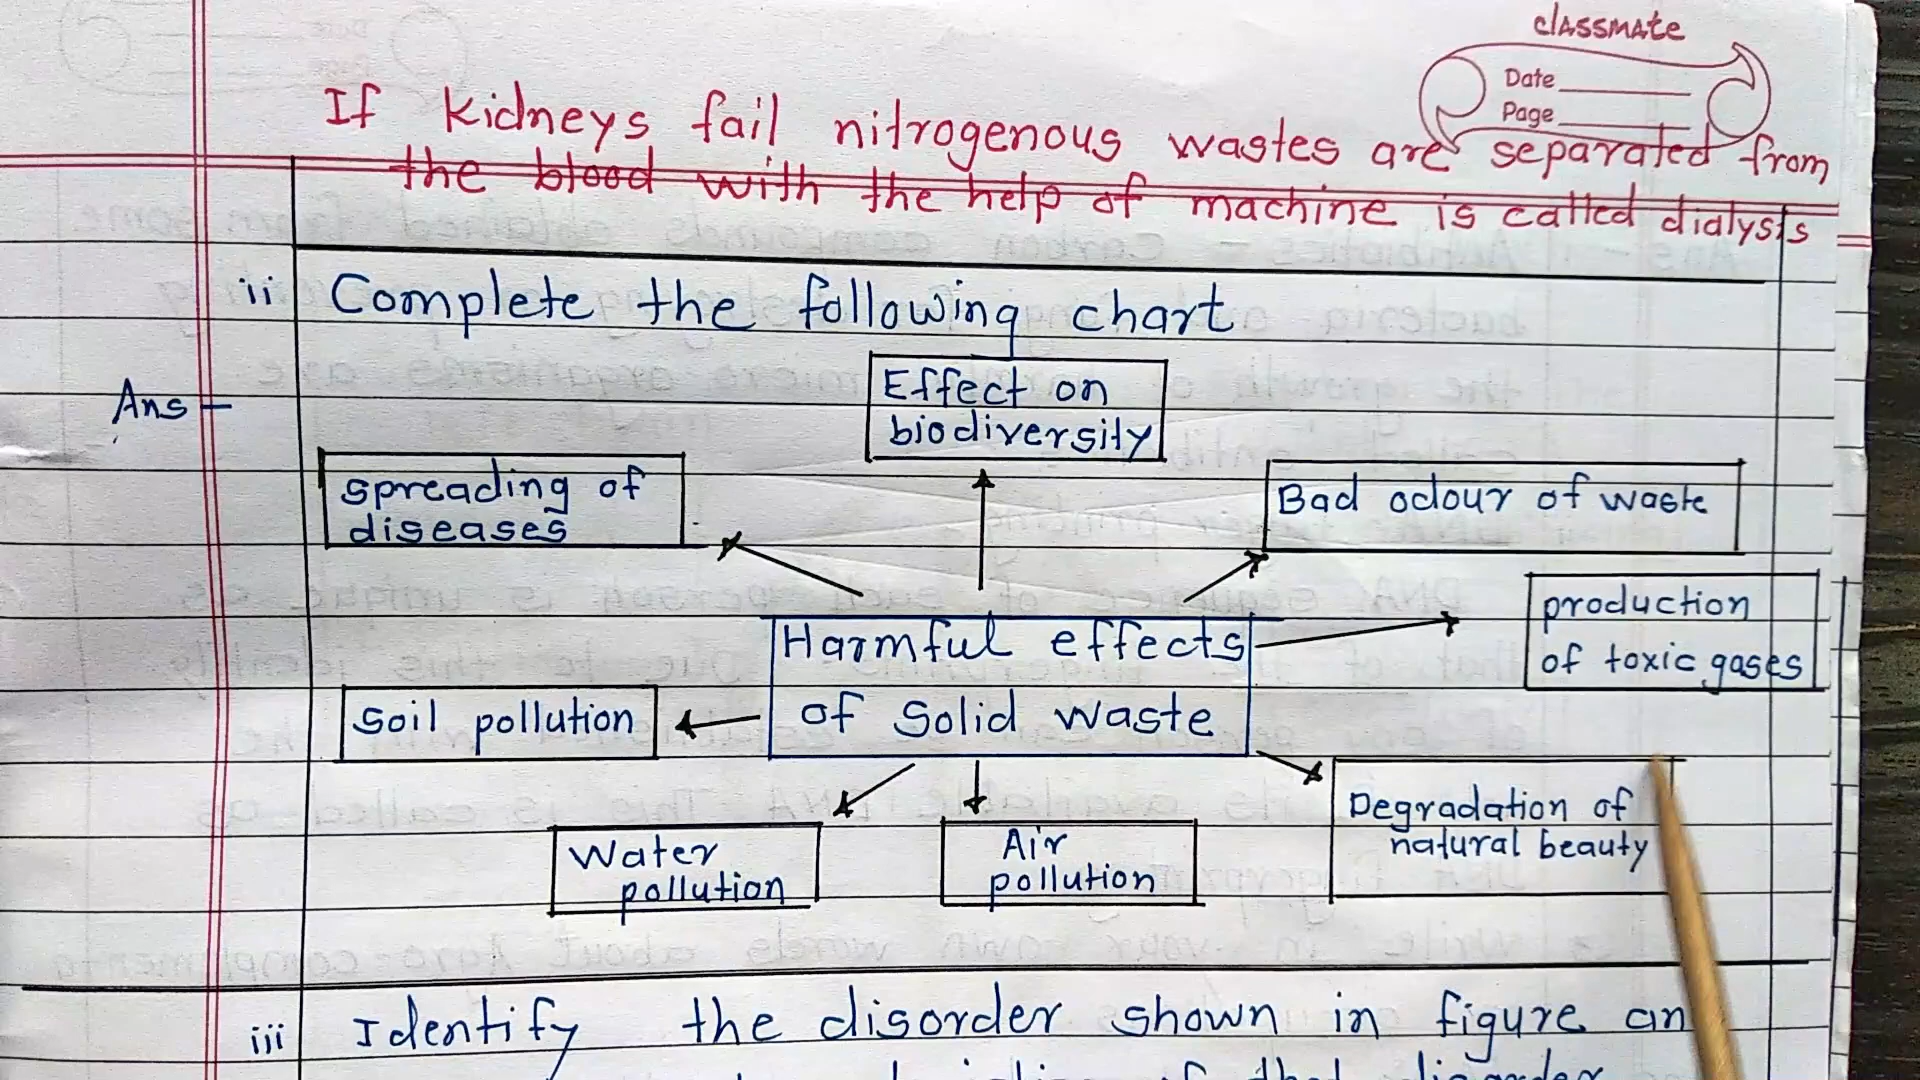 classmate
Date
Page
If kidneys fail nitrogenous wastes are separated from
the blood with the help of machine is called dialysis
ii Complete the following chart
Ans -
Effect on
biodiversity
spreading of
diseases
Bad odour of waste
production
of toxic gases
Harmful effects
of Solid waste
Soil pollution
Degradation of
natural beauty
Water
pollution
Air
pollution
iii Identify the disorder shown in figure an
of that disorder